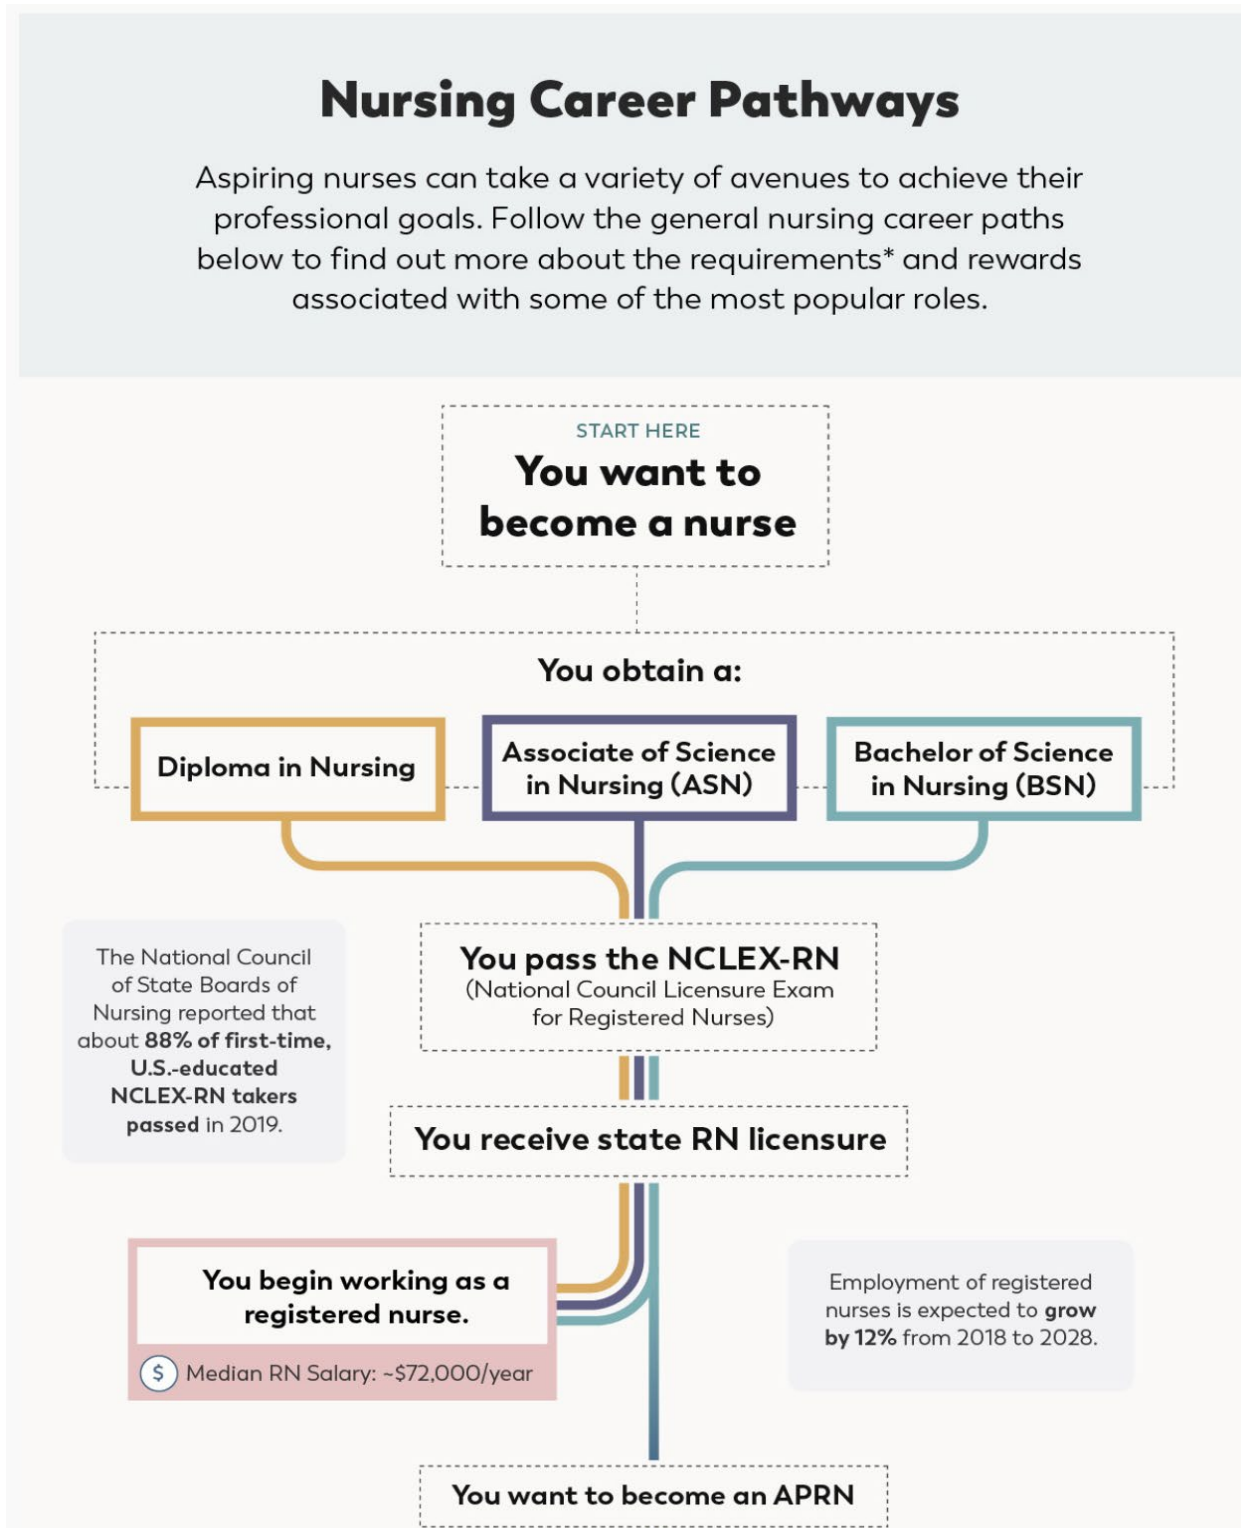 Nursing Career Pathways
Aspiring nurses can take a variety of avenues to achieve their
professional goals. Follow the general nursing career paths
below to find out more about the requirements* and rewards
associated with some of the most popular roles.
START HERE
You want to
become a nurse
You obtain a:
Diploma in Nursing
Associate of Science
in Nursing (ASN)
Bachelor of Science
in Nursing (BSN)
The National Council
of State Boards of
Nursing reported that
about 88% of first-time,
U.S.-educated
NCLEX-RN takers
passed in 2019.
You pass the NCLEX-RN
(National Council Licensure Exam
for Registered Nurses)
You receive state RN licensure
You begin working as a
registered nurse.
$ Median RN Salary: ~$72,000/year
Employment of registered
nurses is expected to grow
by 12% from 2018 to 2028.
You want to become an APRN